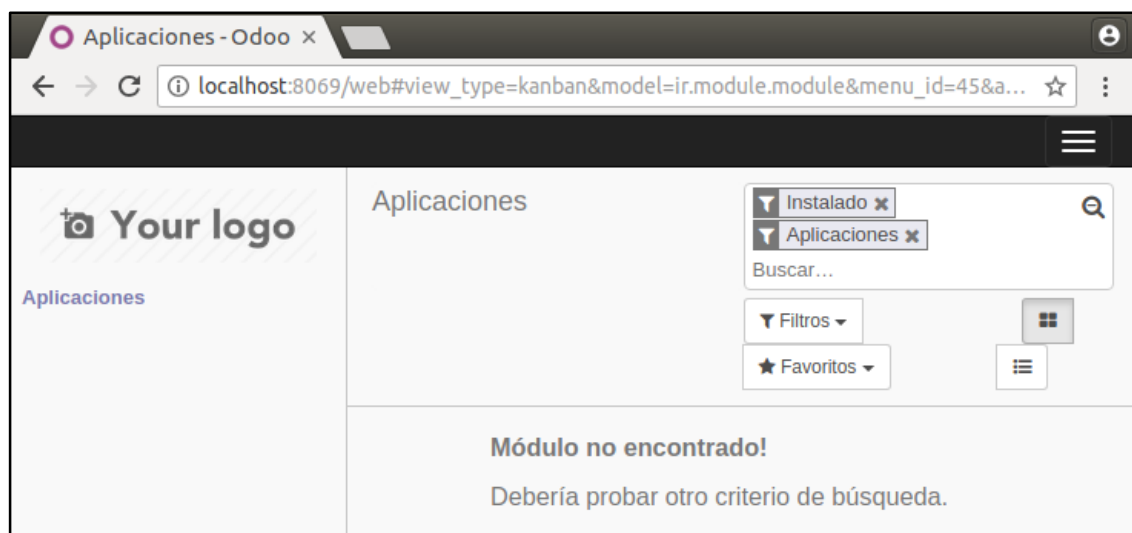 Aplicaciones - Odoo ×
localhost:8069/web#view_type=kanban&model=ir.module.module&menu_id=45&a...
Your logo
Aplicaciones
Aplicaciones
Instalado ×
Aplicaciones ×
Buscar...
Filtros
Favoritos
Módulo no encontrado!
Debería probar otro criterio de búsqueda.